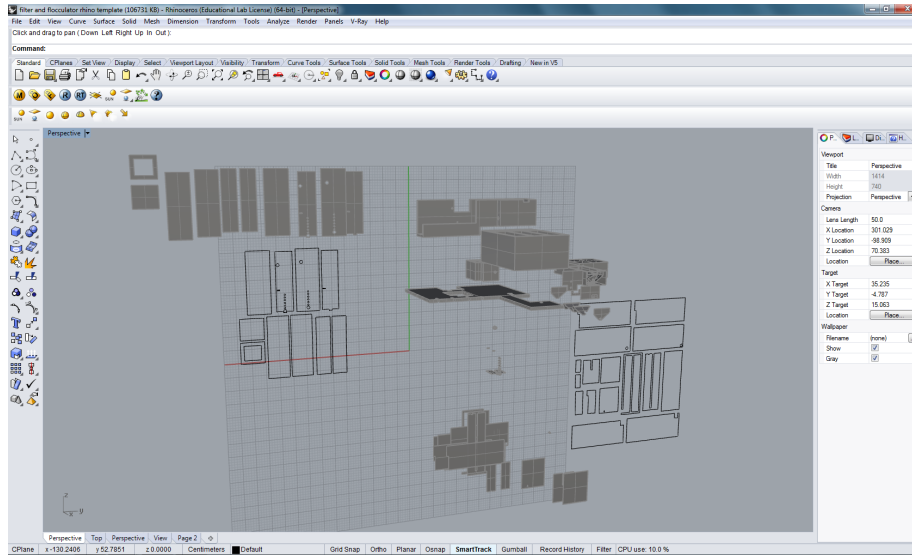 filter and flocculator rhino template (106731 KB) - Rhinoceros (Educational Lab License) (64-bit) - [Perspective]
File Edit View Curve Surface Solid Mesh Dimension Transform Tools Analyze Render Panels V-Ray Help
Click and drag to pan ( Down Left Right Up In Out ):
Command:
Standard CPlanes Set View Display Select Viewport Layout Visibility Transform Curve Tools Surface Tools Solid Tools Mesh Tools Render Tools Drafting New in V5
M R RT SUN
SUN
Perspective
P.. L.. Di.. H..
Viewport
Title Perspective
Width 1414
Height 740
Projection Perspective
Camera
Lens Length 50.0
X Location 301.029
Y Location -98.909
Z Location 70.383
Location Place...
Target
X Target 35.235
Y Target -4.787
Z Target 15.063
Location Place...
Wallpaper
Filename (none)
Show
Gray
z
x y
Perspective Top Perspective View Page 2
CPlane x -130.2406 y 52.7851 z 0.0000 Centimeters Default Grid Snap Ortho Planar Osnap SmartTrack Gumball Record History Filter CPU use: 10.0 %